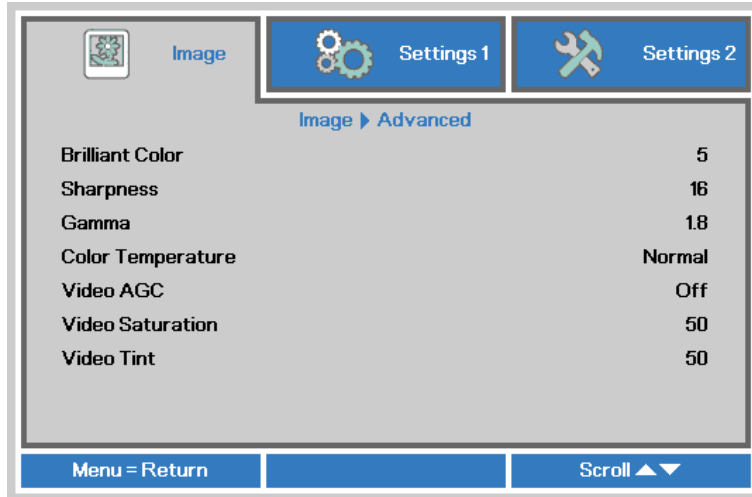 Image Settings 1 Settings 2
Image ▶ Advanced
Brilliant Color 5
Sharpness 16
Gamma 1.8
Color Temperature Normal
Video AGC Off
Video Saturation 50
Video Tint 50
Menu = Return Scroll ▲▼